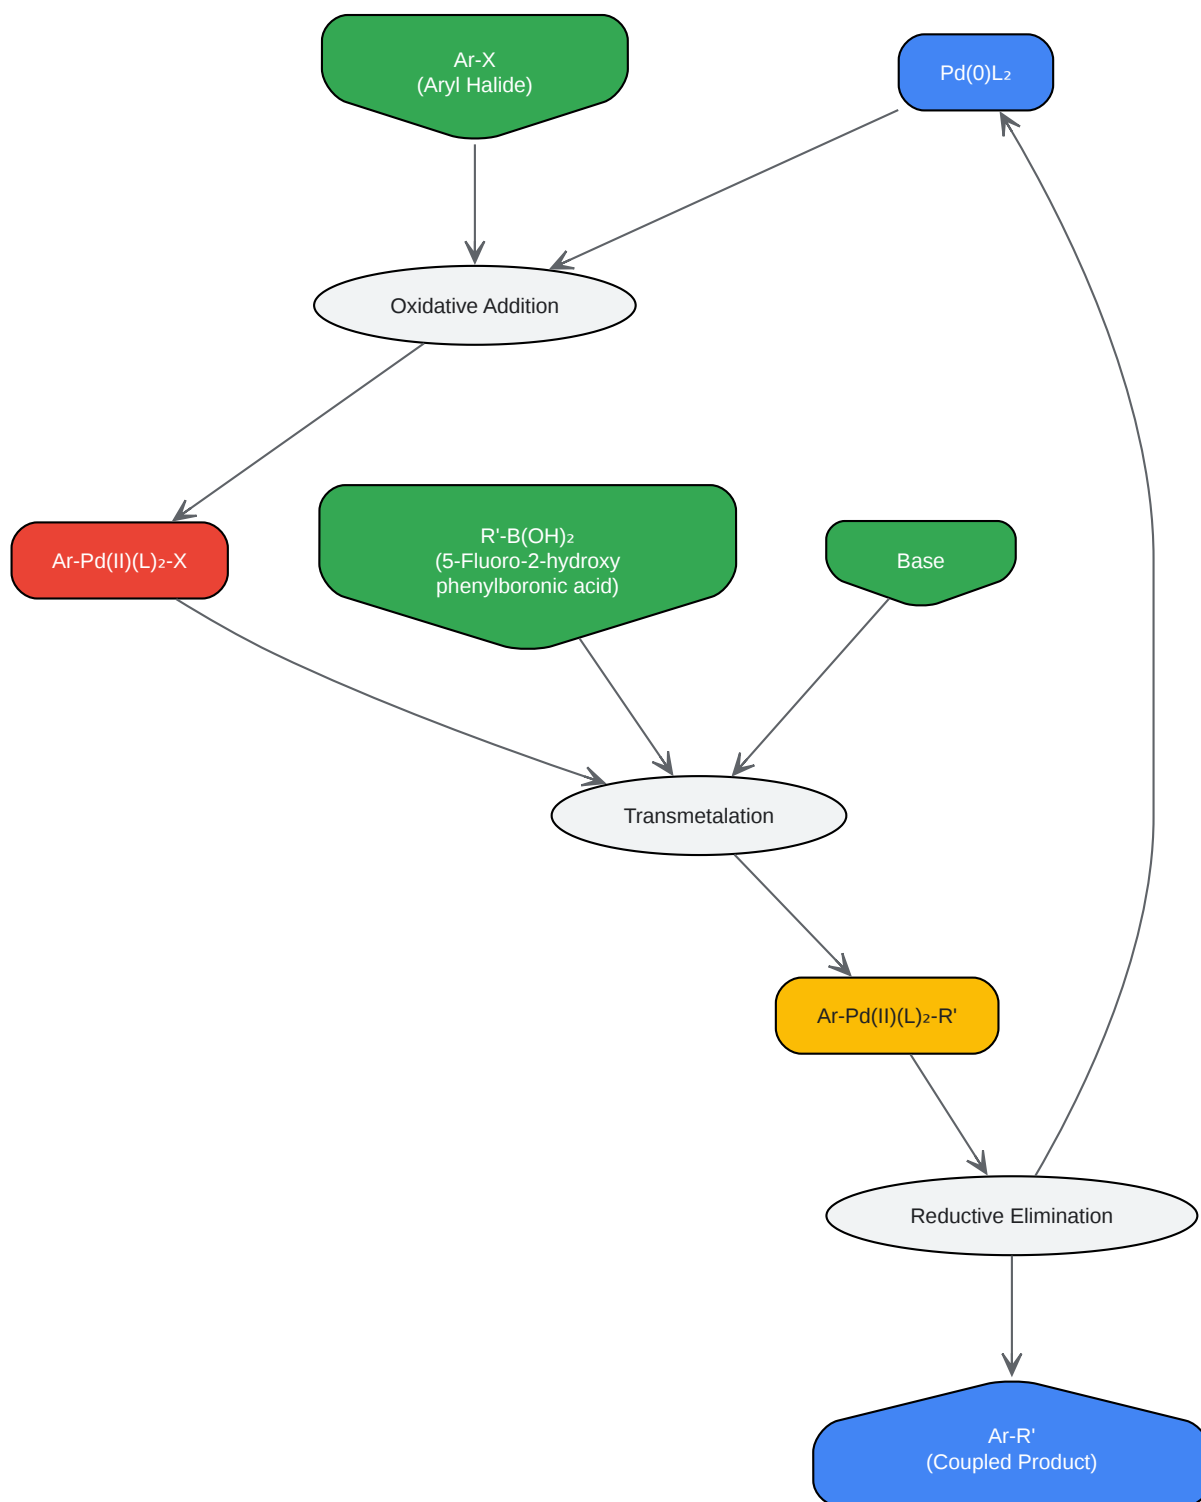 Ar-X
(Aryl Halide)
Pd(0)L₂
Oxidative Addition
Ar-Pd(II)(L)₂-X
R'-B(OH)₂
(5-Fluoro-2-hydroxy
phenylboronic acid)
Base
Transmetalation
Ar-Pd(II)(L)₂-R'
Reductive Elimination
Ar-R'
(Coupled Product)